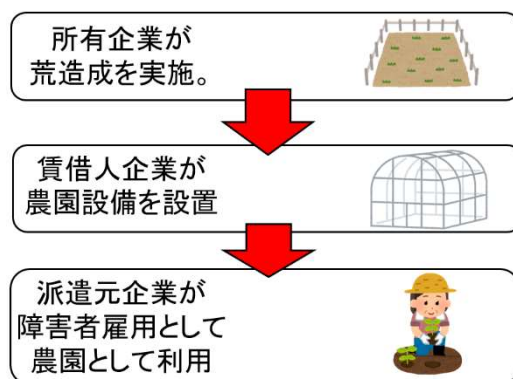 所有企業が
荒造成を実施。
賃借人企業が
農園設備を設置
派遣元企業が
障害者雇用として
農園として利用